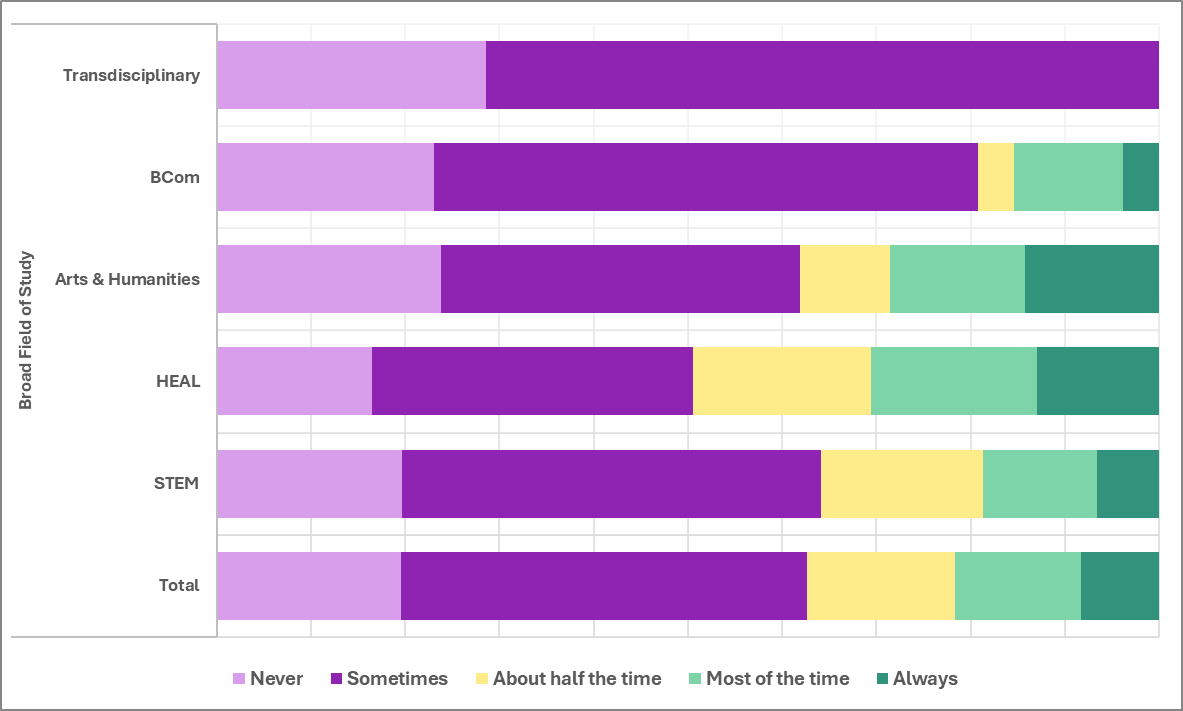 Broad Field of Study
Transdisciplinary
BCom
Arts & Humanities
HEAL
STEM
Total
Never Sometimes About half the time Most of the time Always